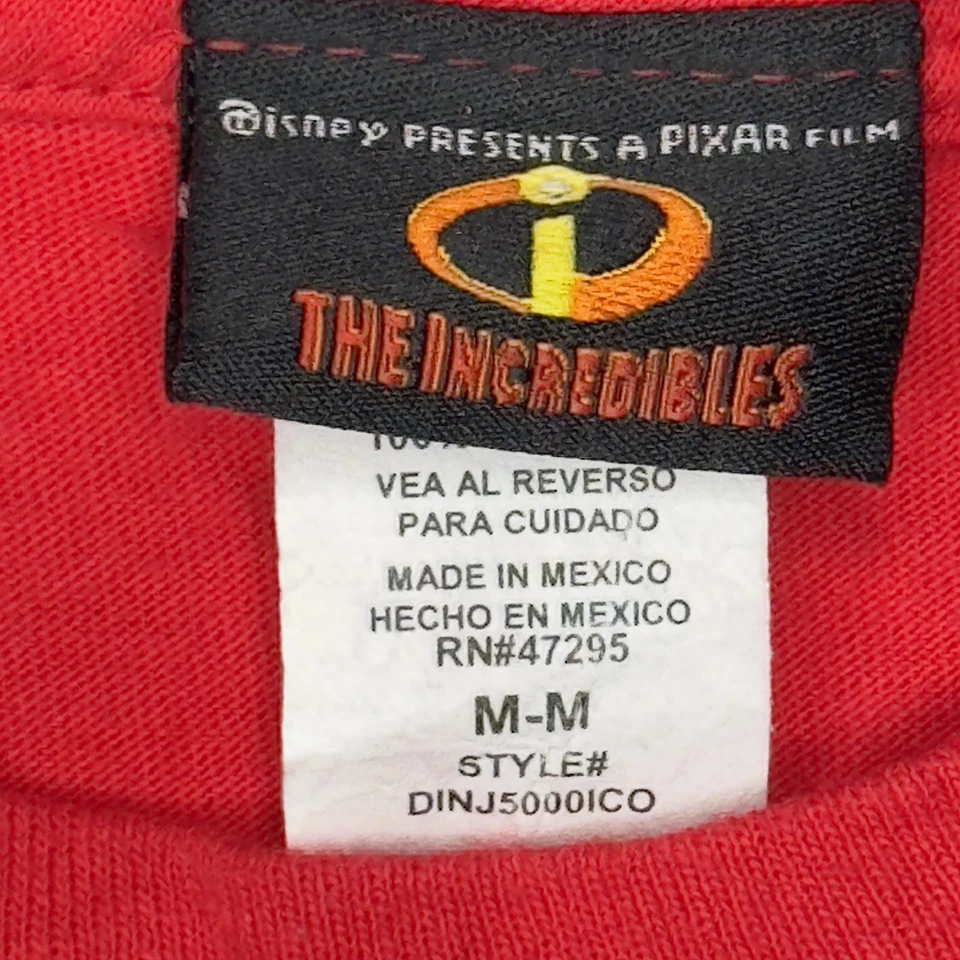 Disney PRESENTS A PIXAR FILM
i
THE INCREDIBLES
VEA AL REVERSO
PARA CUIDADO
MADE IN MEXICO
HECHO EN MEXICO
RN#47295
M-M
STYLE#
DINJ5000ICO